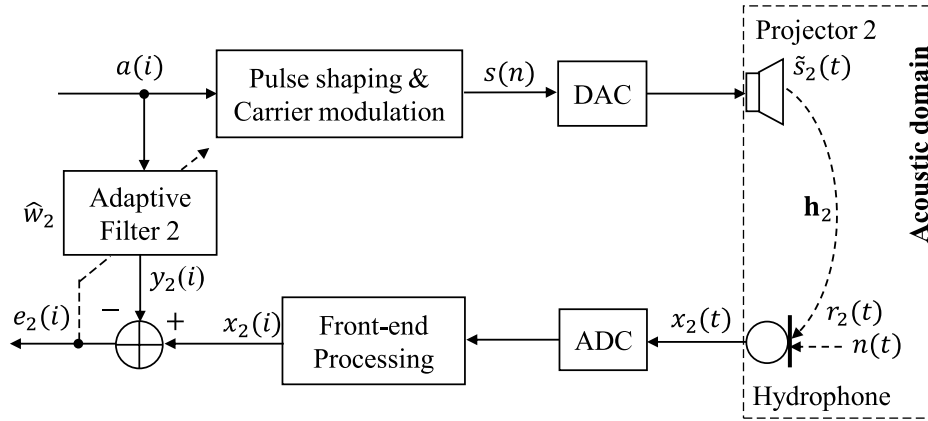 Projector 2
a(i)
Pulse shaping &
Carrier modulation
s(n)
DAC
s̃₂(t)
Acoustic domain
ŵ₂
Adaptive
Filter 2
h₂
y₂(i)
e₂(i)
−
+
x₂(i)
Front-end
Processing
ADC
x₂(t)
r₂(t)
n(t)
Hydrophone